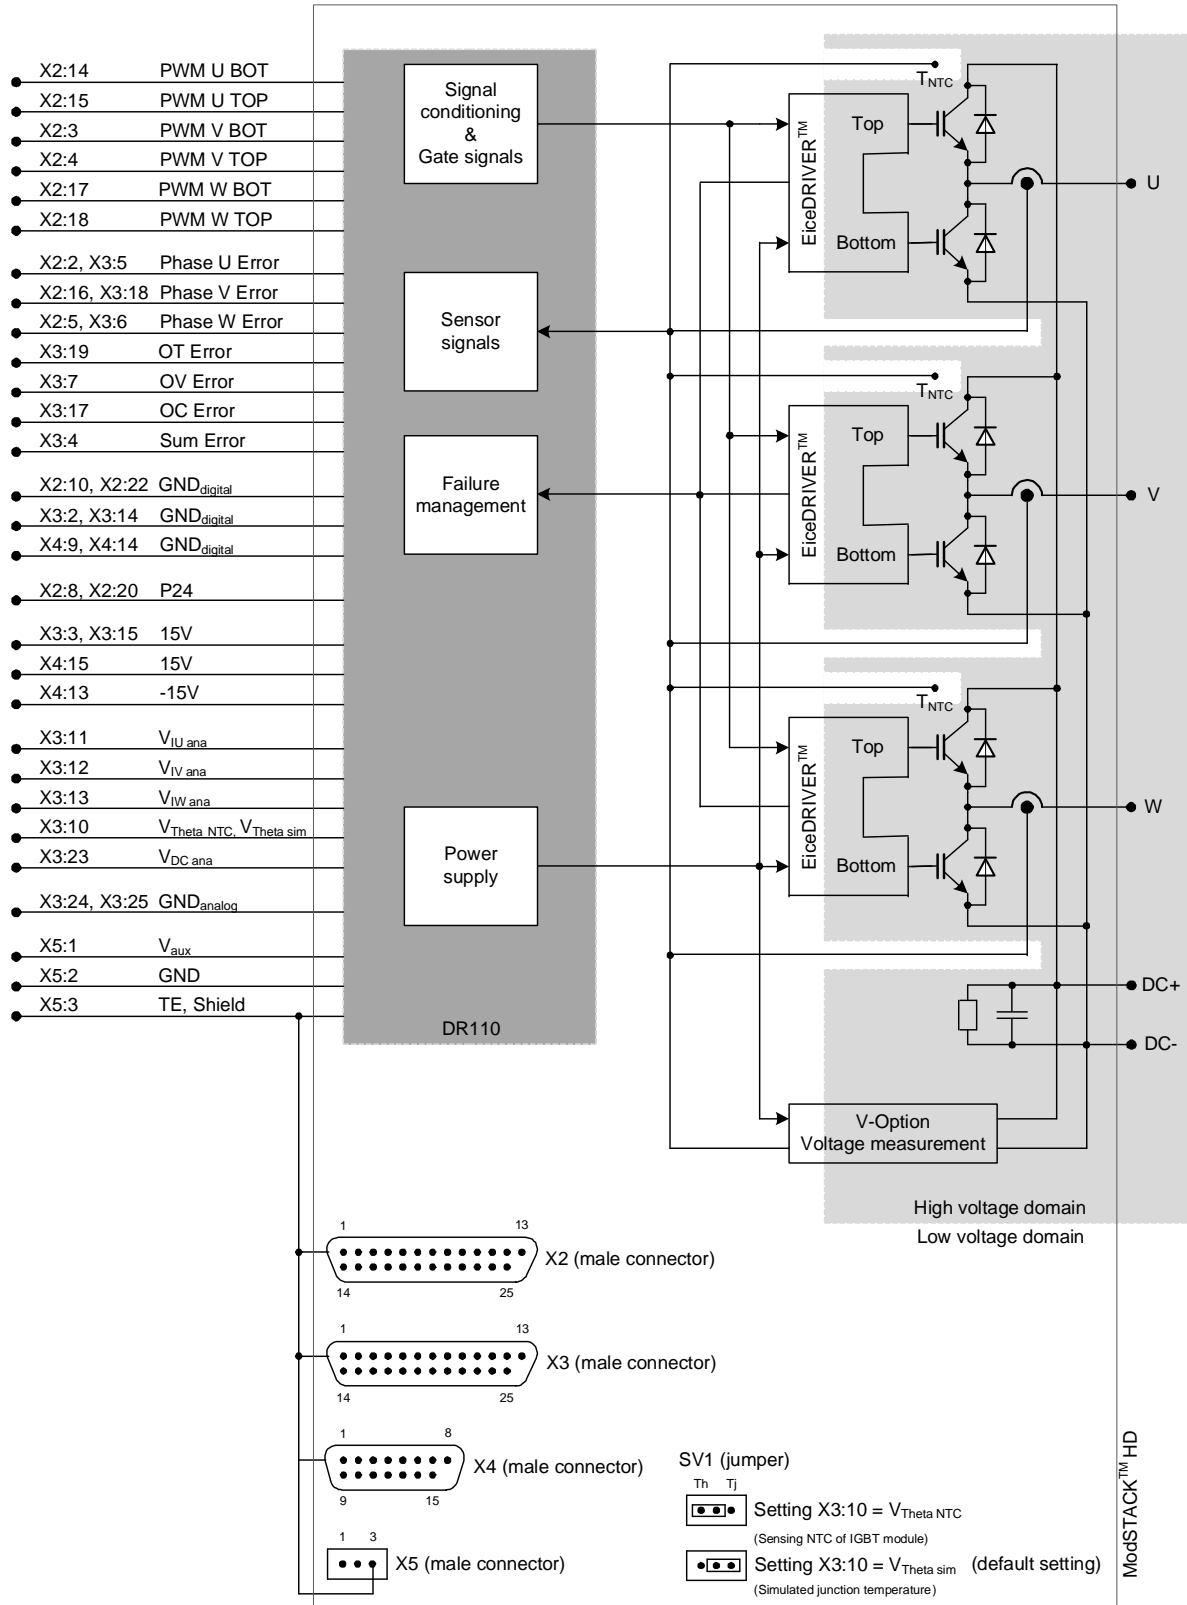 X2:14 PWM U BOT
X2:15 PWM U TOP
X2:3 PWM V BOT
X2:4 PWM V TOP
X2:17 PWM W BOT
X2:18 PWM W TOP
X2:2, X3:5 Phase U Error
X2:16, X3:18 Phase V Error
X2:5, X3:6 Phase W Error
X3:19 OT Error
X3:7 OV Error
X3:17 OC Error
X3:4 Sum Error
X2:10, X2:22 GNDdigital
X3:2, X3:14 GNDdigital
X4:9, X4:14 GNDdigital
X2:8, X2:20 P24
X3:3, X3:15 15V
X4:15 15V
X4:13 -15V
X3:11 VIU ana
X3:12 VIV ana
X3:13 VIW ana
X3:10 VTheta NTC, VTheta sim
X3:23 VDC ana
X3:24, X3:25 GNDanalog
X5:1 Vaux
X5:2 GND
X5:3 TE, Shield
Signal
conditioning
&
Gate signals
Sensor
signals
Failure
management
Power
supply
DR110
TNTC
EiceDRIVER™
Top
Bottom
U
TNTC
EiceDRIVER™
Top
Bottom
V
TNTC
EiceDRIVER™
Top
Bottom
W
DC+
DC-
V-Option
Voltage measurement
High voltage domain
Low voltage domain
1 13
X2 (male connector)
14 25
1 13
X3 (male connector)
14 25
1 8
X4 (male connector)
9 15
1 3
X5 (male connector)
SV1 (jumper)
Th Tj
Setting X3:10 = VTheta NTC
(Sensing NTC of IGBT module)
Setting X3:10 = VTheta sim (default setting)
(Simulated junction temperature)
ModSTACK™ HD